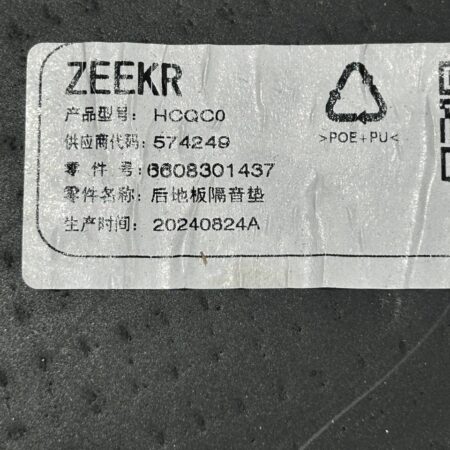 ZEEKR
产品型号: HCQC0
供应商代码: 574249
零 件 号: 6608301437
零件名称: 后地板隔音垫
生产时间: 20240824A
>POE+PU<